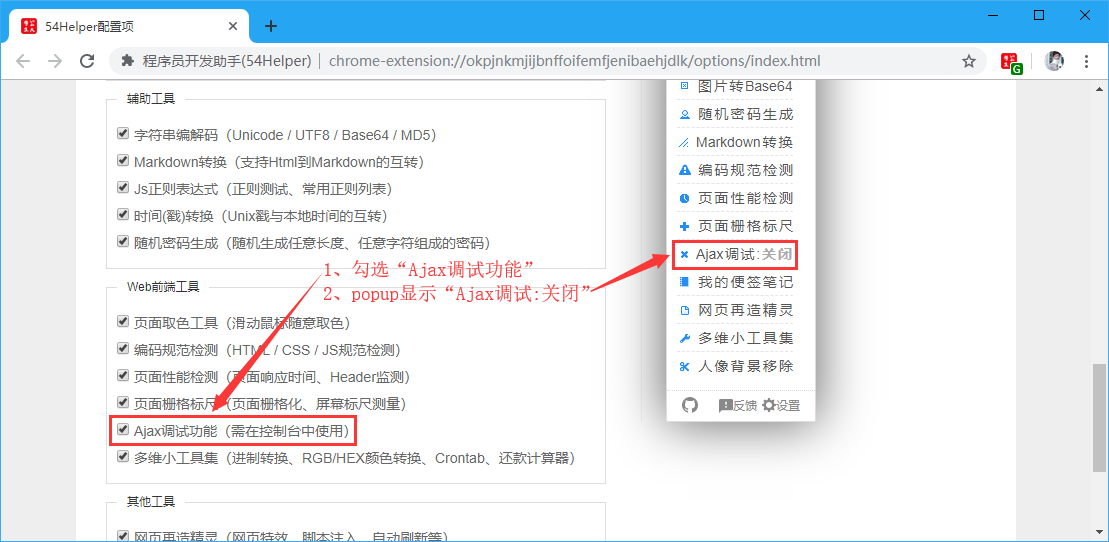 54Helper配置项
程序员开发助手(54Helper) | chrome-extension://okpjnkmjijbnffoifemfjenibaehjdlk/options/index.html
G
辅助工具
字符串编解码（Unicode / UTF8 / Base64 / MD5）
Markdown转换（支持Html到Markdown的互转）
Js正则表达式（正则测试、常用正则列表）
时间(戳)转换（Unix戳与本地时间的互转）
随机密码生成（随机生成任意长度、任意字符组成的密码）
1、勾选“Ajax调试功能”
2、popup显示“Ajax调试:关闭”
Web前端工具
页面取色工具（滑动鼠标随意取色）
编码规范检测（HTML / CSS / JS规范检测）
页面性能检测（页面响应时间、Header监测）
页面栅格标尺（页面栅格化、屏幕标尺测量）
Ajax调试功能（需在控制台中使用）
多维小工具集（进制转换、RGB/HEX颜色转换、Crontab、还款计算器）
其他工具
网页再造精灵（网页特效、脚本注入、自动刷新等）
图片转Base64
随机密码生成
Markdown转换
编码规范检测
页面性能检测
页面栅格标尺
Ajax调试:关闭
我的便签笔记
网页再造精灵
多维小工具集
人像背景移除
反馈 设置